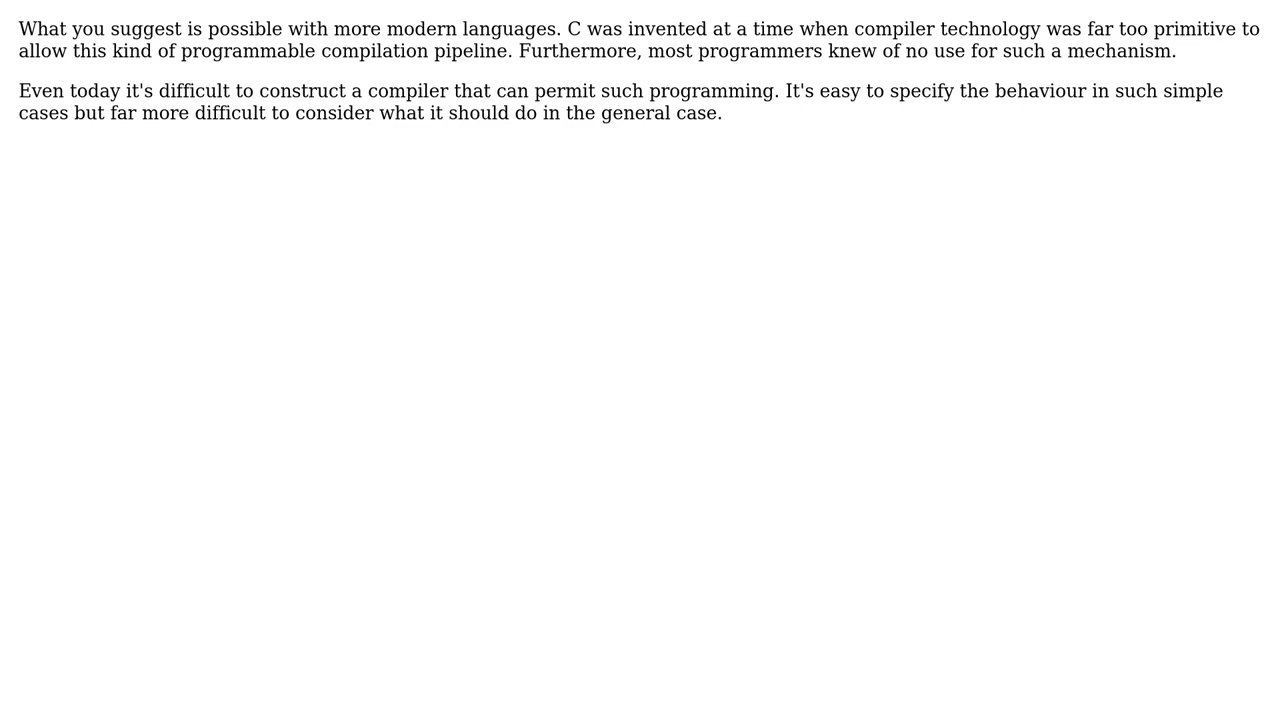 What you suggest is possible with more modern languages. C was invented at a time when compiler technology was far too primitive to
allow this kind of programmable compilation pipeline. Furthermore, most programmers knew of no use for such a mechanism.
Even today it's difficult to construct a compiler that can permit such programming. It's easy to specify the behaviour in such simple
cases but far more difficult to consider what it should do in the general case.